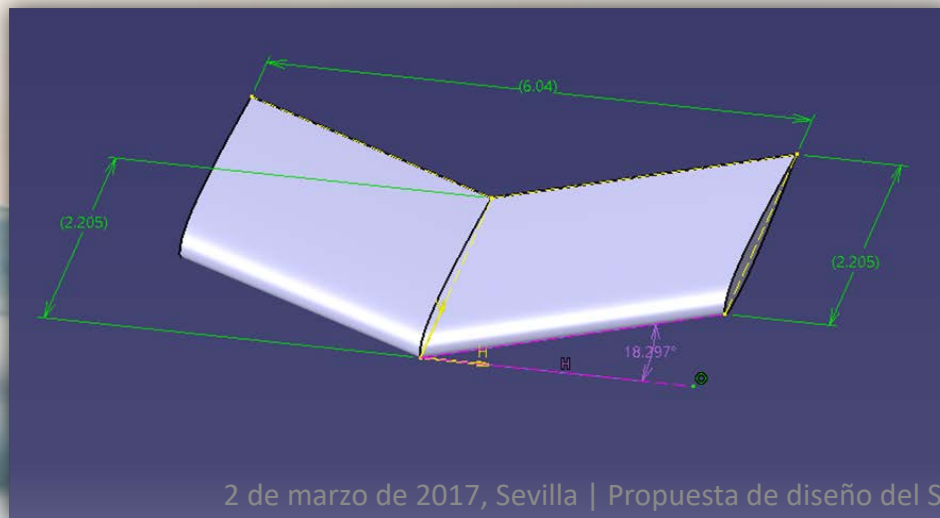 (6.04)
(2.205)
(2.205)
H
H
18.297°
2 de marzo de 2017, Sevilla | Propuesta de diseño del S